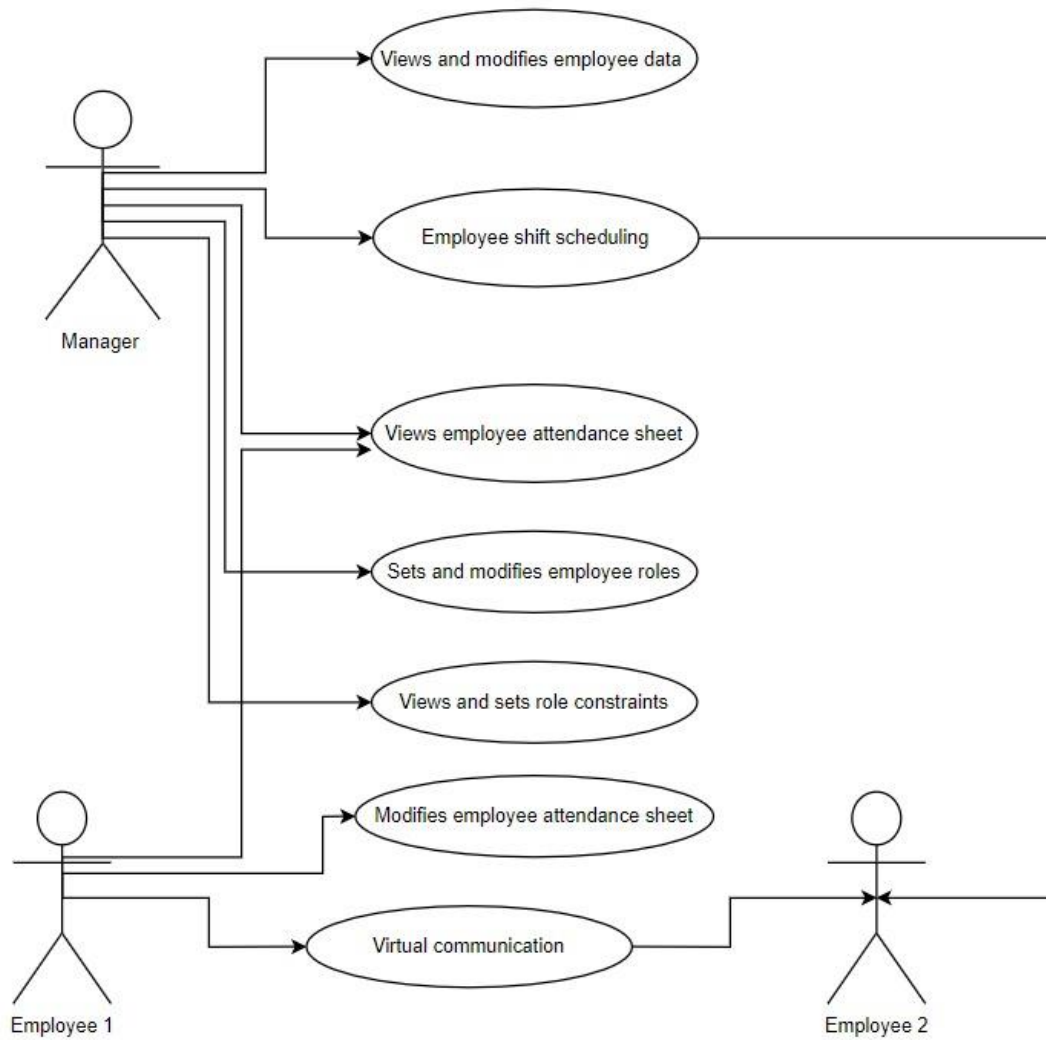 Views and modifies employee data
Employee shift scheduling
Manager
Views employee attendance sheet
Sets and modifies employee roles
Views and sets role constraints
Modifies employee attendance sheet
Virtual communication
Employee 1
Employee 2